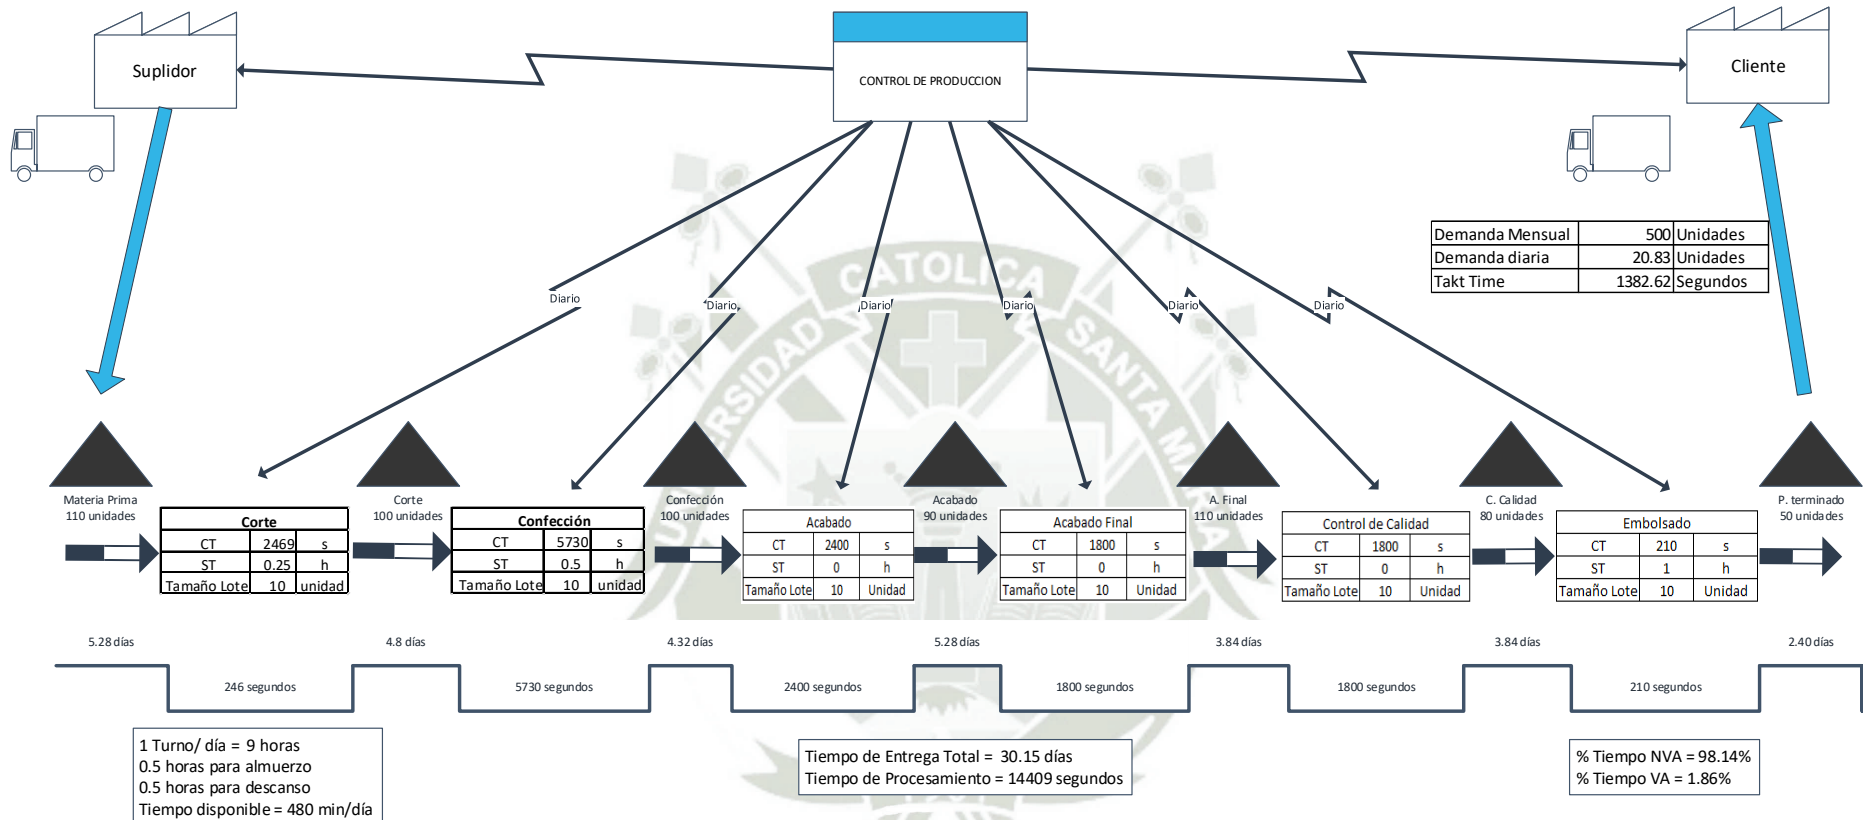 Suplidor
CONTROL DE PRODUCCION
Cliente
Demanda Mensual 500 Unidades
Demanda diaria 20.83 Unidades
Takt Time 1382.62 Segundos
Diario
Diario
Diario
Diario
Diario
Diario
CATOLICA
UNIVERSIDAD
SANTA MARIA
Materia Prima
110 unidades
Corte
CT 2469 s
ST 0.25 h
Tamaño Lote 10 unidad
Corte
100 unidades
Confección
CT 5730 s
ST 0.5 h
Tamaño Lote 10 unidad
Confección
100 unidades
Acabado
CT 2400 s
ST 0 h
Tamaño Lote 10 Unidad
Acabado
90 unidades
Acabado Final
CT 1800 s
ST 0 h
Tamaño Lote 10 Unidad
A. Final
110 unidades
Control de Calidad
CT 1800 s
ST 0 h
Tamaño Lote 10 Unidad
C. Calidad
80 unidades
Embolsado
CT 210 s
ST 1 h
Tamaño Lote 10 Unidad
P. terminado
50 unidades
5.28 días
4.8 días
4.32 días
5.28 días
3.84 días
3.84 días
2.40 días
246 segundos
5730 segundos
2400 segundos
1800 segundos
1800 segundos
210 segundos
1 Turno/ día = 9 horas
0.5 horas para almuerzo
0.5 horas para descanso
Tiempo disponible = 480 min/día
Tiempo de Entrega Total = 30.15 días
Tiempo de Procesamiento = 14409 segundos
% Tiempo NVA = 98.14%
% Tiempo VA = 1.86%